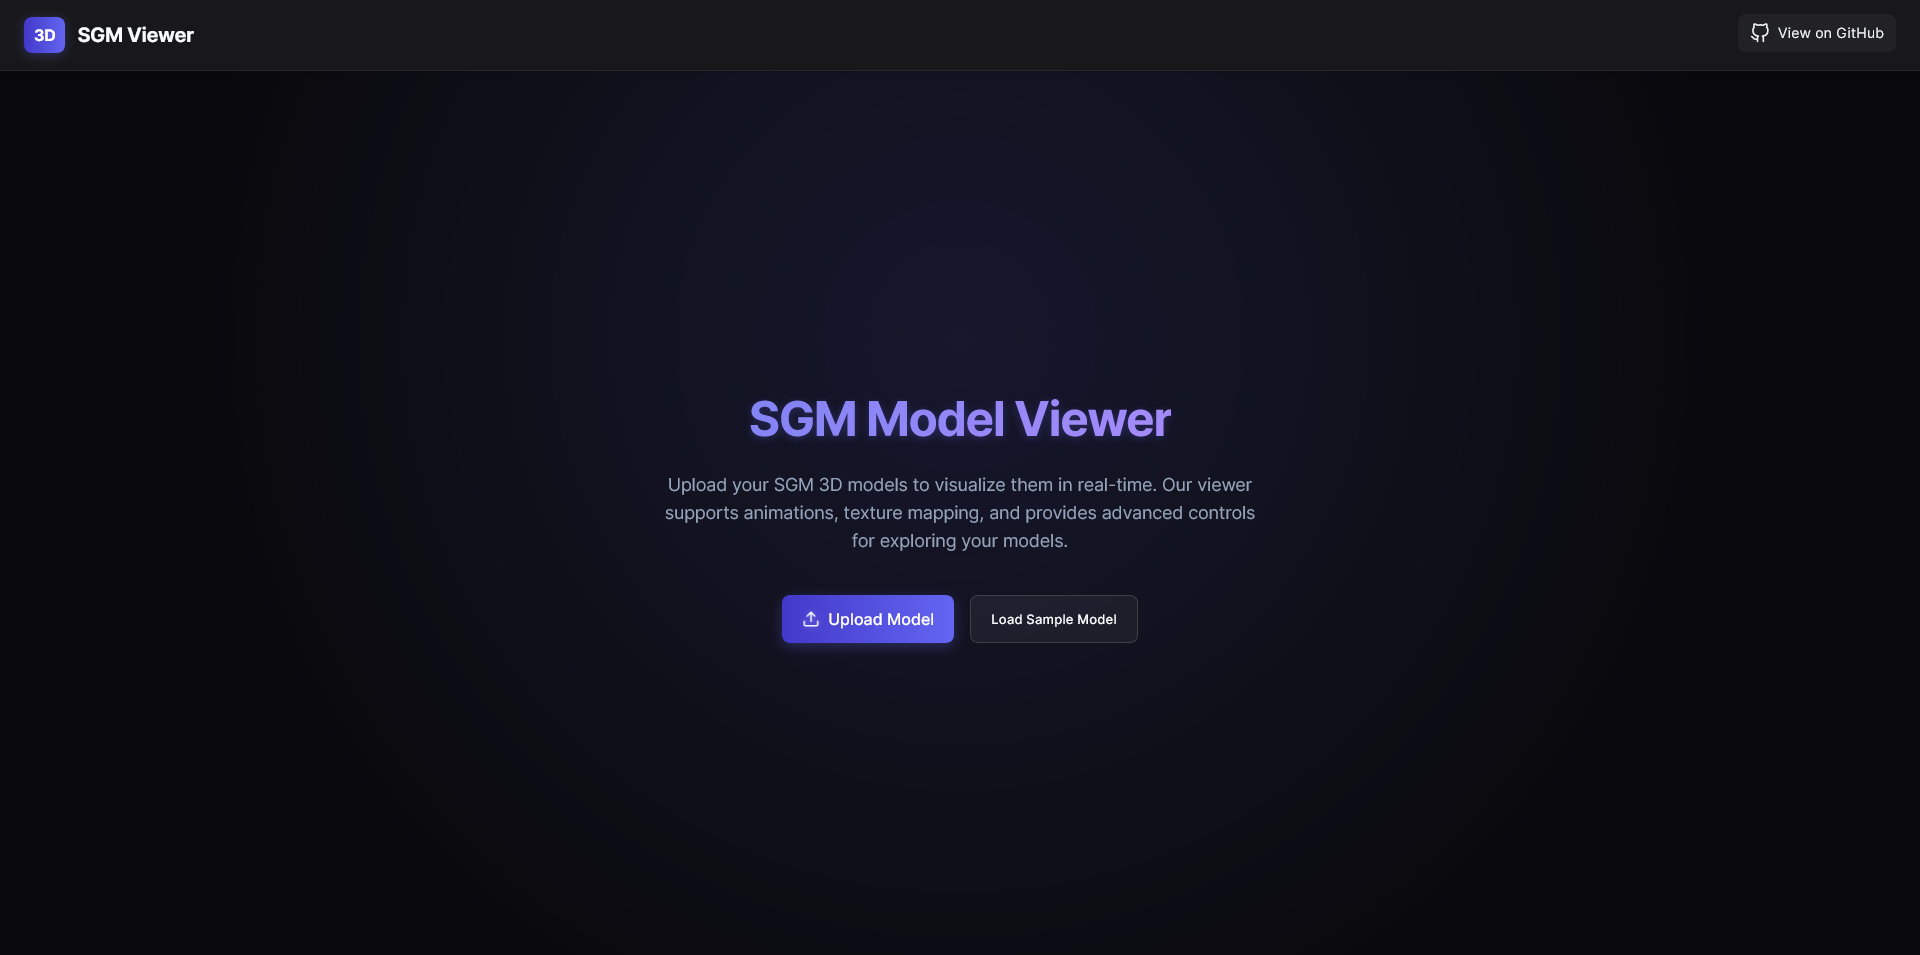 3D SGM Viewer
View on GitHub
SGM Model Viewer
Upload your SGM 3D models to visualize them in real-time. Our viewer
supports animations, texture mapping, and provides advanced controls
for exploring your models.
Upload Model
Load Sample Model